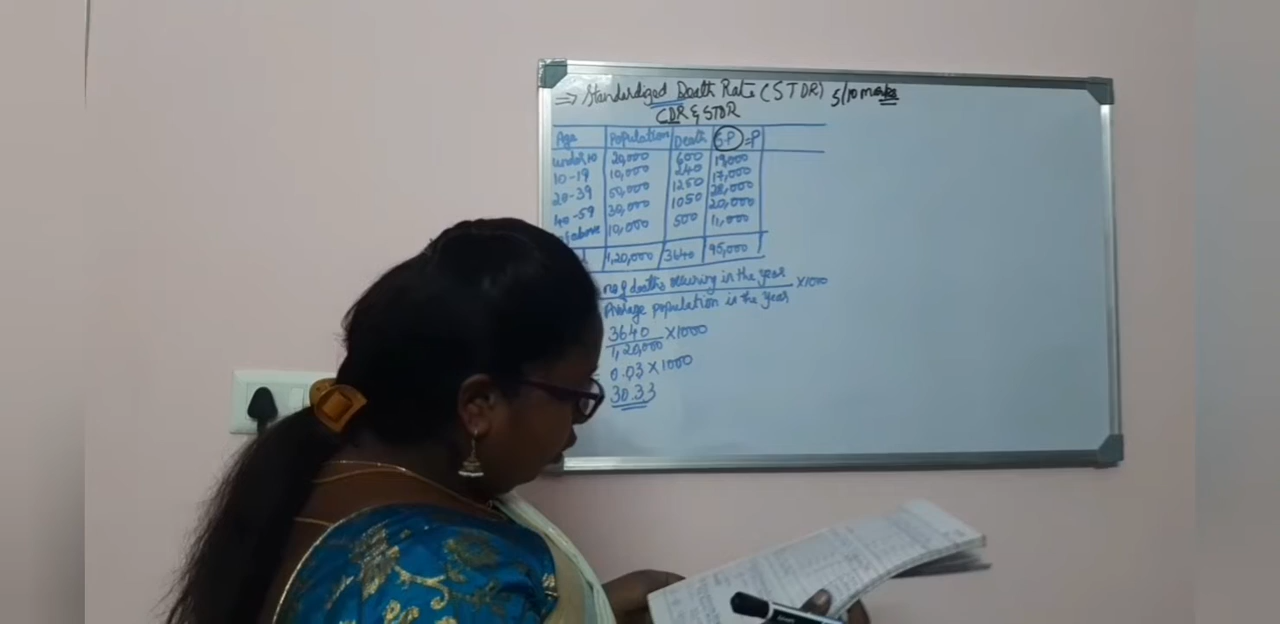 ⇒ Standardized Death Rate (STDR) 5/10 marks
CDR & STDR
Age Population Death S.P =P
under 10 20,000 600 19,000
10-19 10,000 240 17,000
20-39 50,000 1250 28,000
40-59 30,000 1050 20,000
above 10,000 500 11,000
1,20,000 3640 95,000
no of deaths occuring in the year ×1000
Average population in the year
3640 ×1000
1,20,000
0.03 ×1000
30.33